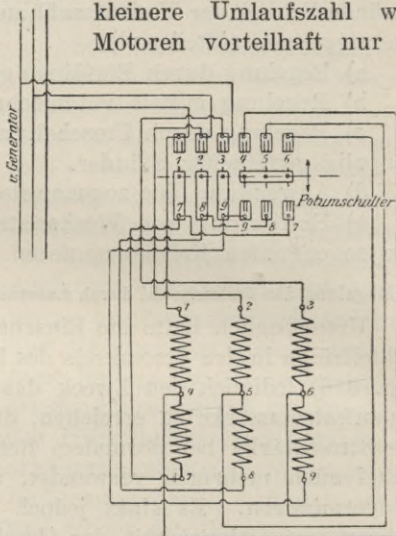 kleinere Umlaufszahl w
Motoren vorteilhaft nur
v. Generator
1 2 3 4 5 6
Polumschalter
7 8 9 9 8 7
1 2 3
4 5 6
7 8 9